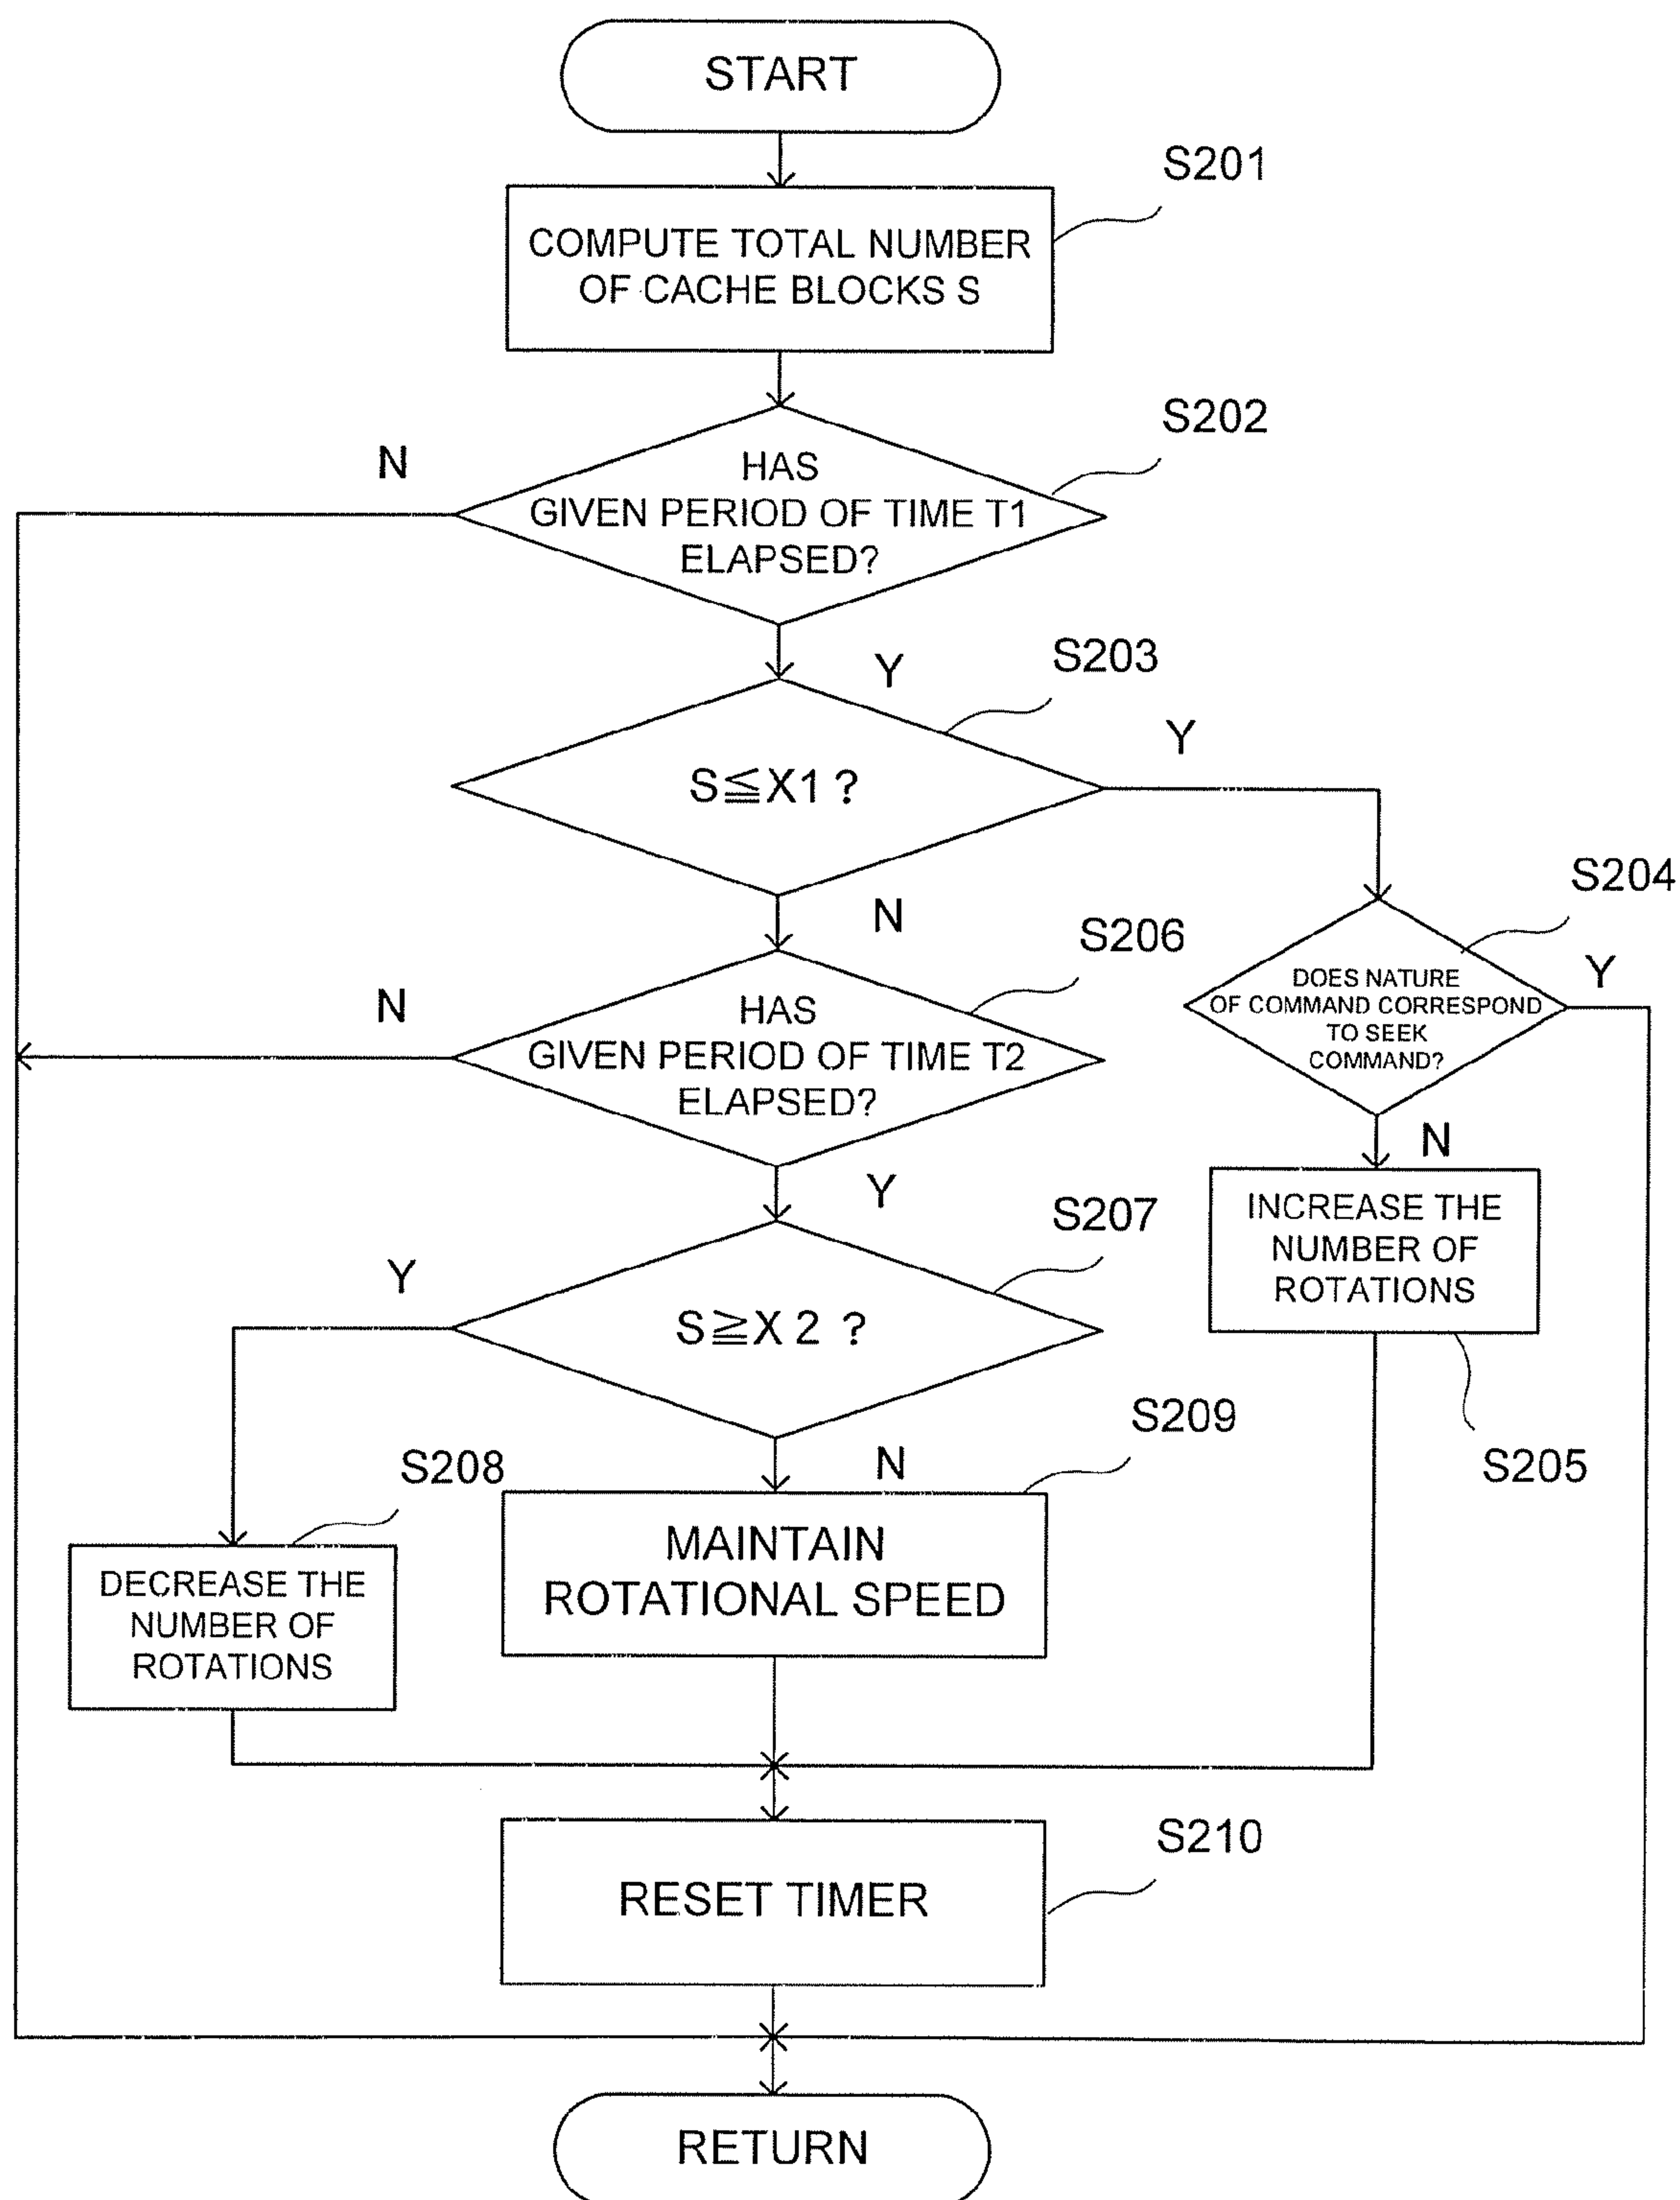 START
S201
COMPUTE TOTAL NUMBER
OF CACHE BLOCKS S
S202
N
HAS
GIVEN PERIOD OF TIME T1
ELAPSED?
Y
S203
Y
S≦X1 ?
S204
N
S206
Y
DOES NATURE
OF COMMAND CORRESPOND
TO SEEK
COMMAND?
N
HAS
GIVEN PERIOD OF TIME T2
ELAPSED?
N
Y
S207
INCREASE THE
NUMBER OF
ROTATIONS
Y
S≧X 2 ?
S209
S205
S208
N
MAINTAIN
ROTATIONAL SPEED
DECREASE THE
NUMBER OF
ROTATIONS
S210
RESET TIMER
RETURN